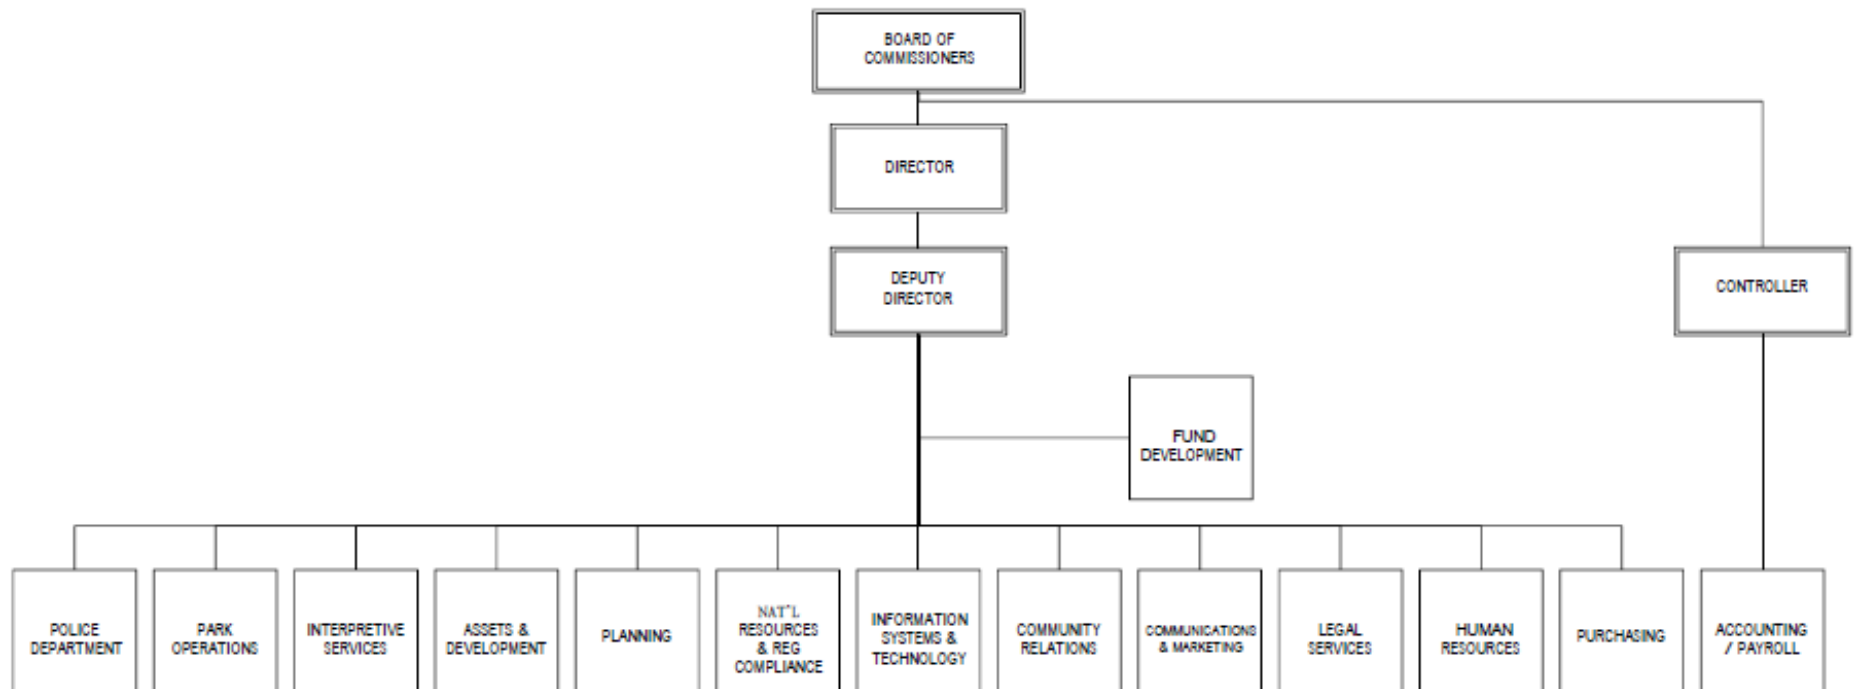 BOARD OF
COMMISSIONERS
DIRECTOR
DEPUTY
DIRECTOR
CONTROLLER
FUND
DEVELOPMENT
POLICE
DEPARTMENT
PARK
OPERATIONS
INTERPRETIVE
SERVICES
ASSETS &
DEVELOPMENT
PLANNING
NAT'L
RESOURCES
& REG
COMPLIANCE
INFORMATION
SYSTEMS &
TECHNOLOGY
COMMUNITY
RELATIONS
COMMUNICATIONS
& MARKETING
LEGAL
SERVICES
HUMAN
RESOURCES
PURCHASING
ACCOUNTING
/ PAYROLL